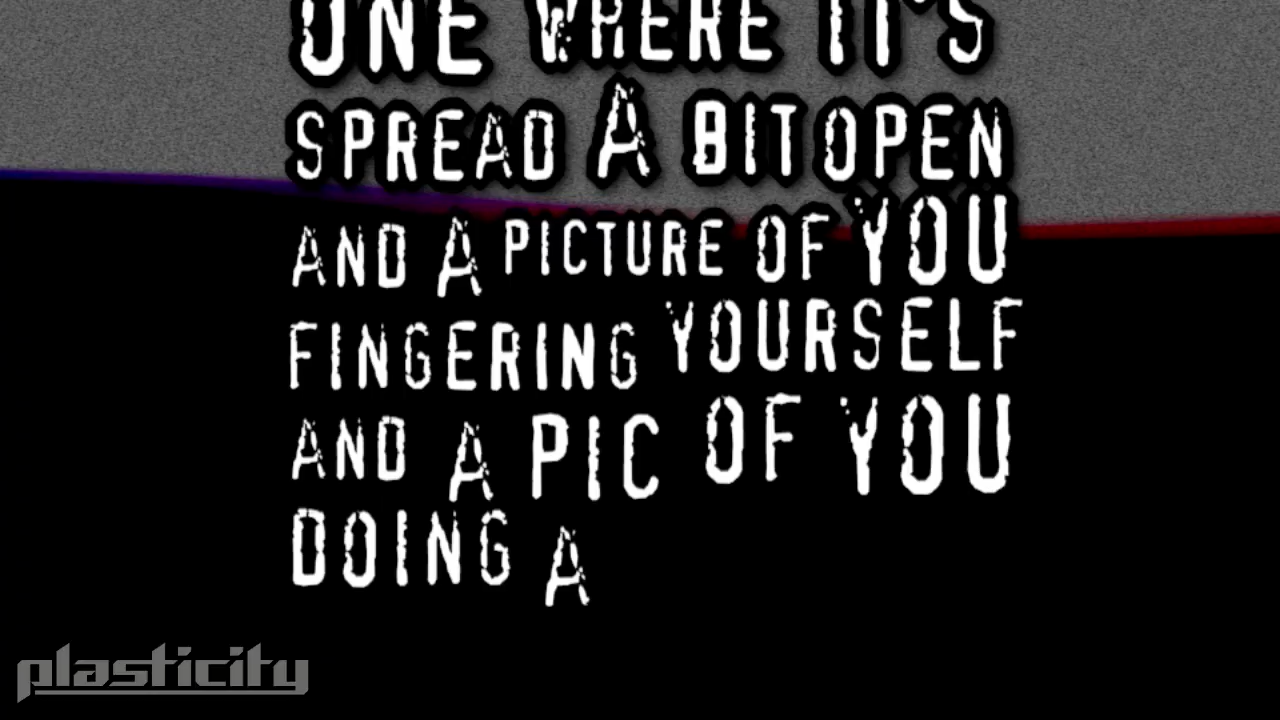 ONE WHERE IT'S
SPREAD A BIT OPEN
AND A PICTURE OF YOU
FINGERING YOURSELF
AND A PIC OF YOU
DOING A
plasticity